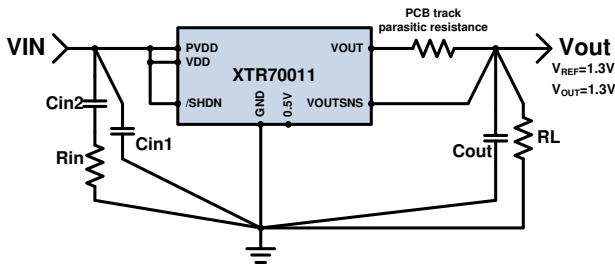 PCB track
parasitic resistance
VIN
PVDD
VDD
/SHDN
XTR70011
GND
0.5V
VOUT
VOUTSNS
Vout
VREF=1.3V
VOUT=1.3V
Cin2
Cin1
Rin
Cout
RL